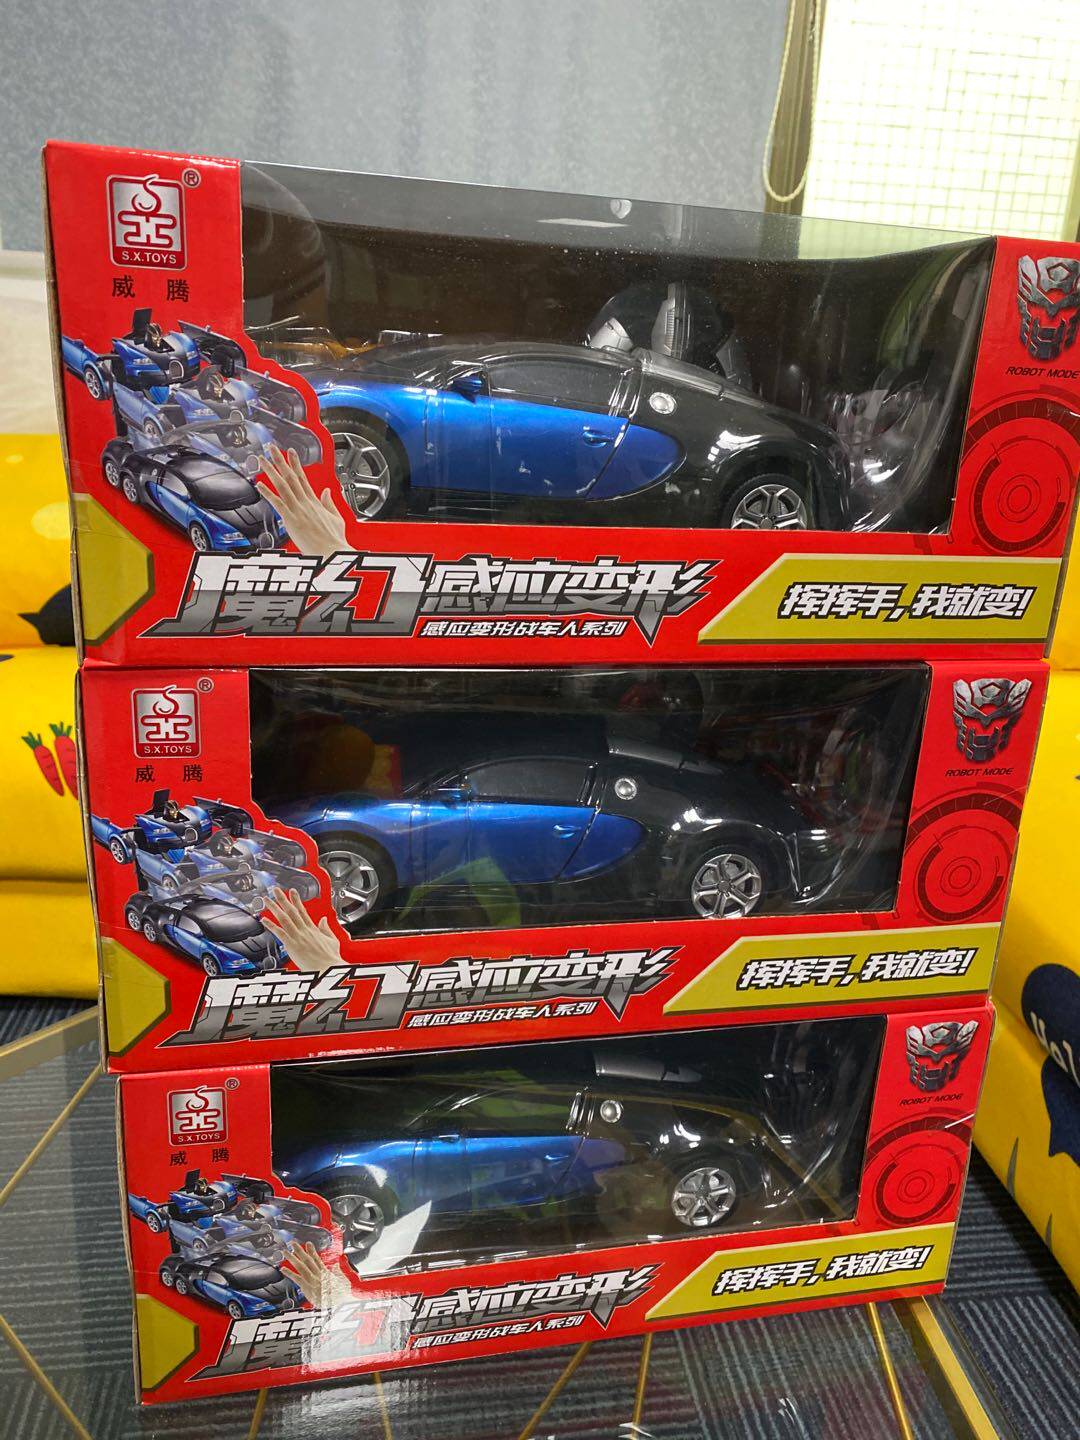 ®
S.X.TOYS
威腾
ROBOT MODE
魔幻感应变形
感应变形战车人系列
挥挥手,我就变!
®
S.X.TOYS
威腾
ROBOT MODE
魔幻感应变形
感应变形战车人系列
挥挥手,我就变!
®
S.X.TOYS
威腾
ROBOT MODE
魔幻感应变形
感应变形战车人系列
挥挥手,我就变!